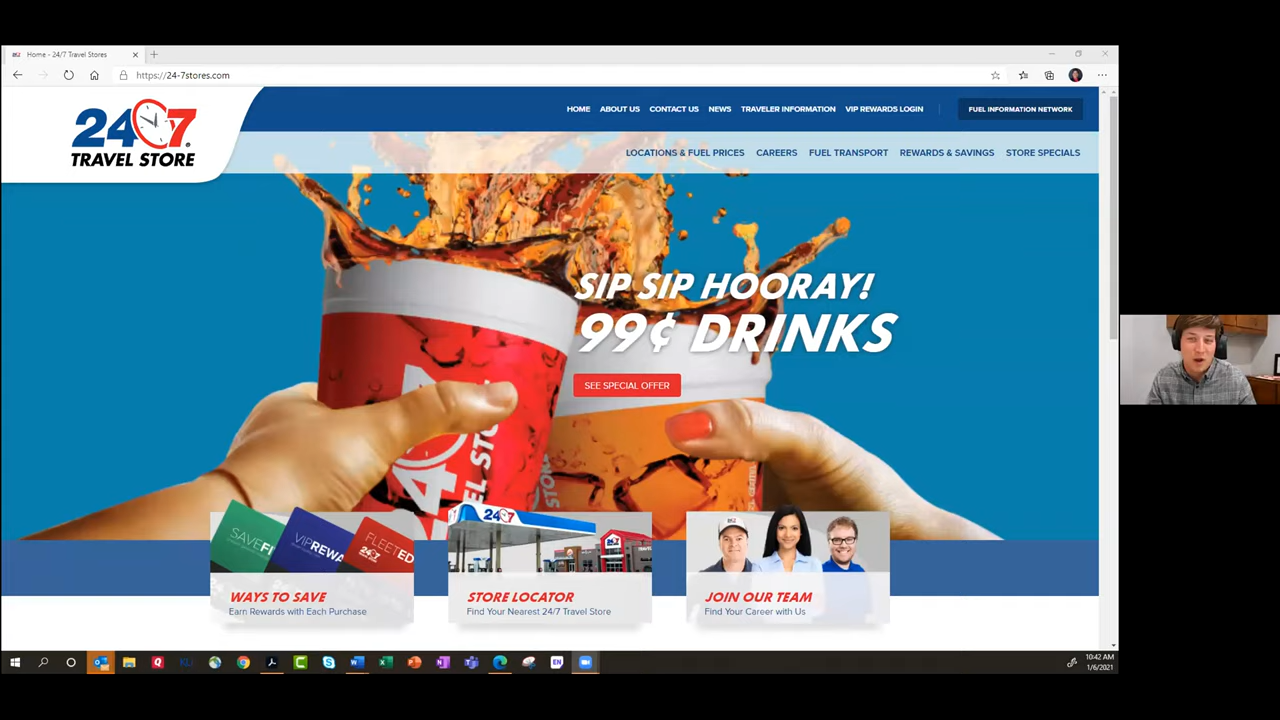 Home - 24/7 Travel Stores
https://24-7stores.com
24 7
TRAVEL STORE
HOME ABOUT US CONTACT US NEWS TRAVELER INFORMATION VIP REWARDS LOGIN FUEL INFORMATION NETWORK
LOCATIONS & FUEL PRICES CAREERS FUEL TRANSPORT REWARDS & SAVINGS STORE SPECIALS
SIP SIP HOORAY!
99¢ DRINKS
SEE SPECIAL OFFER
WAYS TO SAVE
Earn Rewards with Each Purchase
STORE LOCATOR
Find Your Nearest 24/7 Travel Store
JOIN OUR TEAM
Find Your Career with Us
EN
10:42 AM
1/6/2021